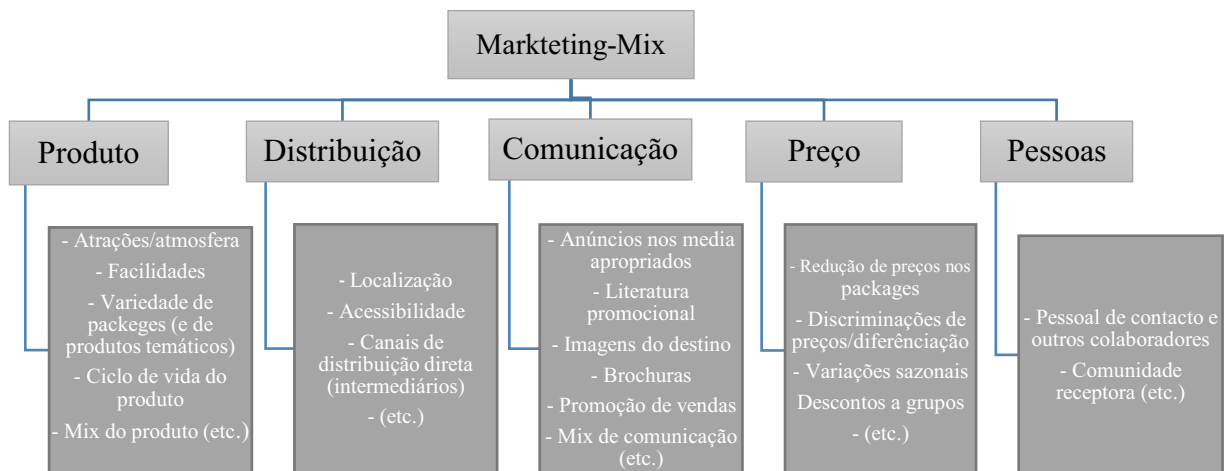 Markteting-Mix
Produto
Distribuição
Comunicação
Preço
Pessoas
- Atrações/atmosfera
- Facilidades
- Variedade de
packeges (e de
produtos temáticos)
- Ciclo de vida do
produto
- Mix do produto (etc.)
- Localização
- Acessibilidade
- Canais de
distribuição direta
(intermediários)
- (etc.)
- Anúncios nos media
apropriados
- Literatura
promocional
- Imagens do destino
- Brochuras
- Promoção de vendas
- Mix de comunicação
(etc.)
- Redução de preços nos
packages
- Discriminações de
preços/diferênciação
- Variações sazonais
Descontos a grupos
- (etc.)
- Pessoal de contacto e
outros colaboradores
- Comunidade
receptora (etc.)